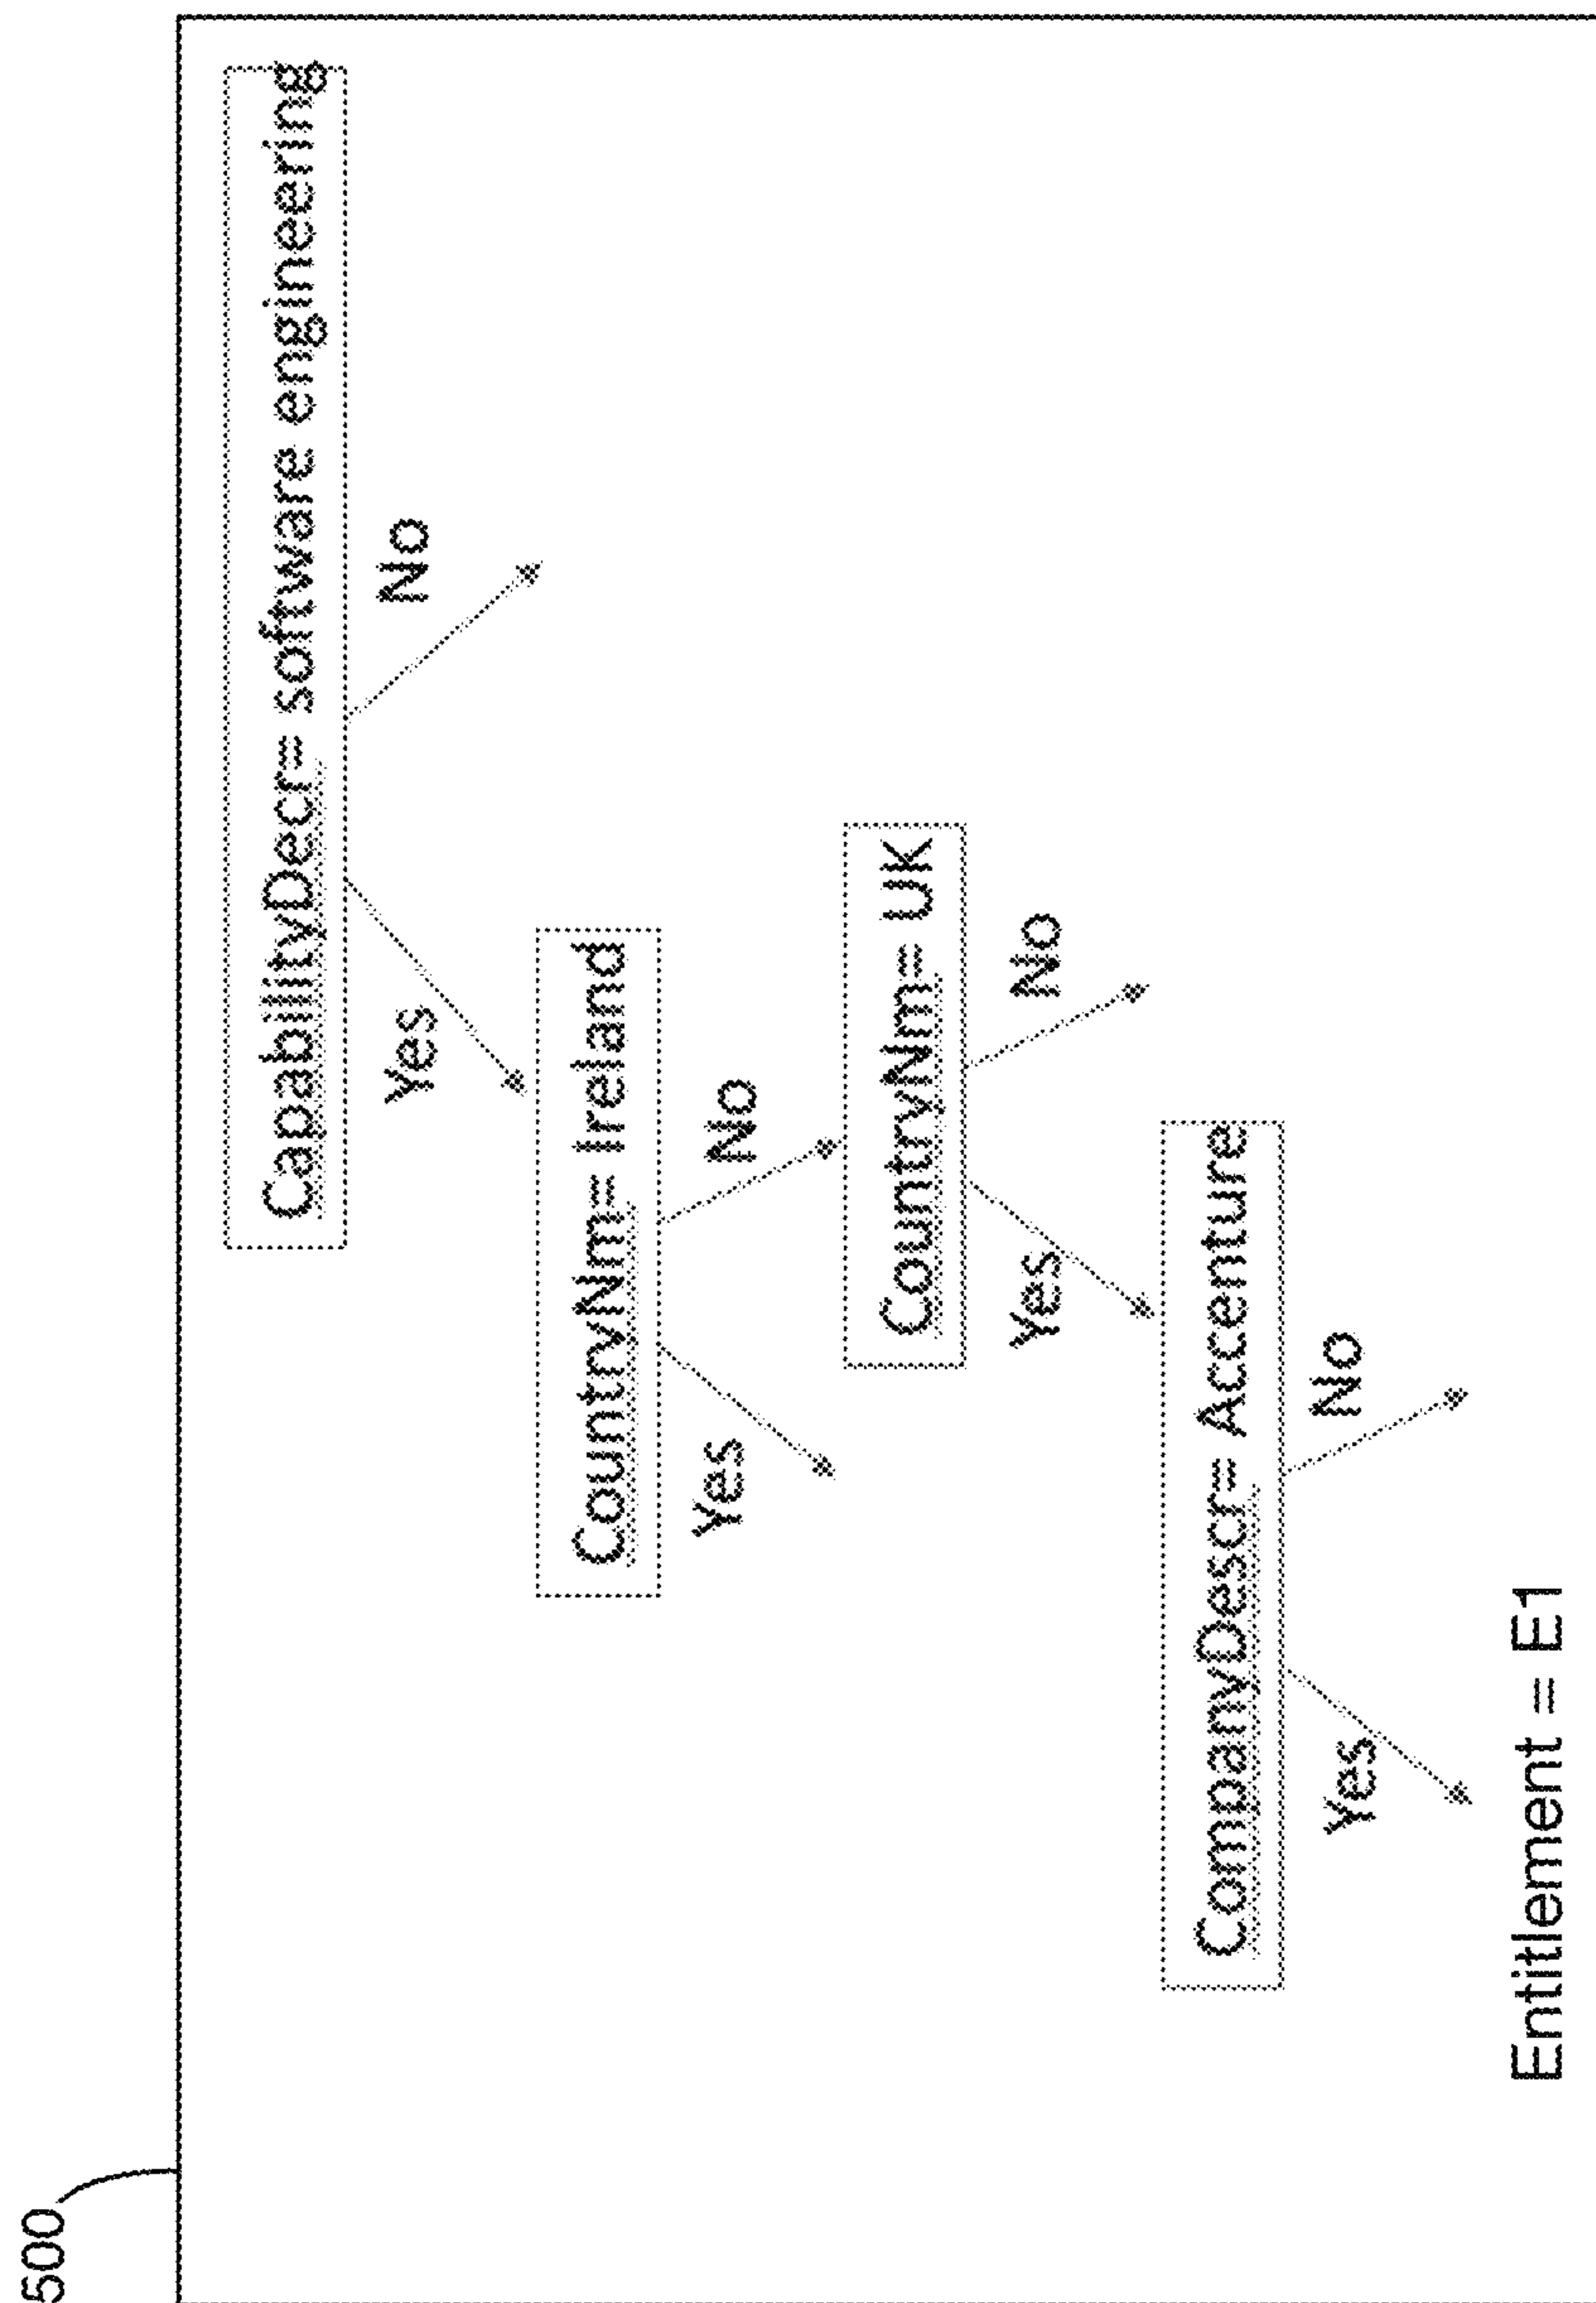 500
CapabillityDecr= software engineering
Yes
No
CountryNm= Ireland
Yes
No
CountryNm= UK
Yes
No
CompanyDescr= Accenture
Yes
No
Entitlement = E1